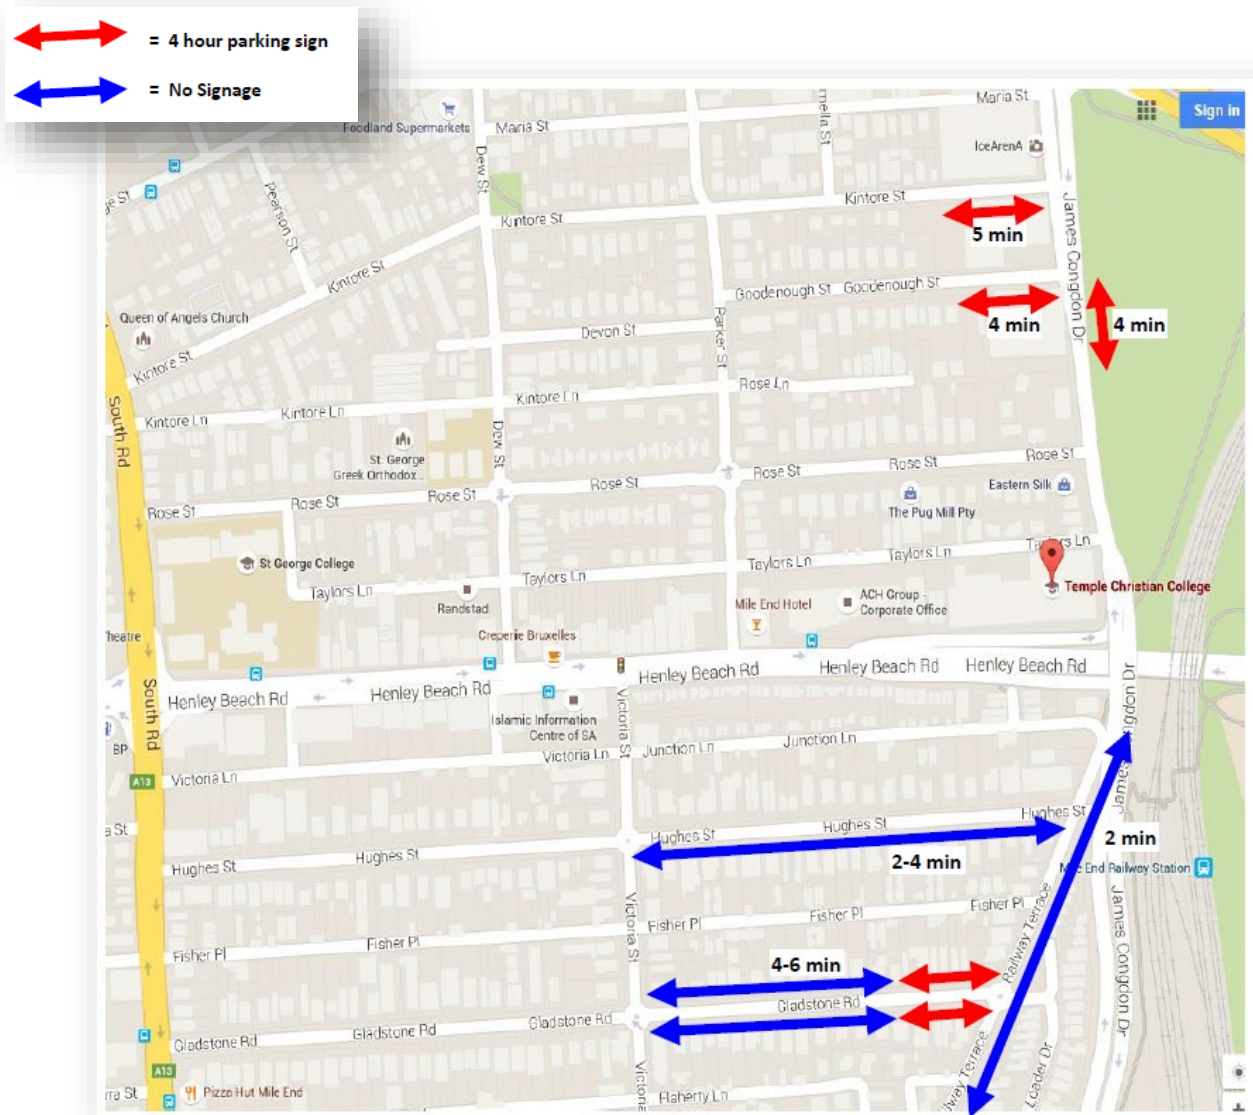 = 4 hour parking sign
= No Signage
Maria St
Sign in
Foodland Supermarkets
Maria St
IceArenA
Dew St
Pearson St
Kintore St
Kintore St
5 min
James Congdon Dr
Kintore St
Goodenough St
Goodenough St
4 min
4 min
Queen of Angels Church
Devon St
Parker St
Kintore St
Rose Ln
Kintore Ln
Kintore Ln
Kintore Ln
South Rd
St. George
Greek Orthodox...
Dew St
Rose St
Rose St
Rose St
Rose St
Rose St
Rose St
Rose St
Eastern Silk
The Pug Mill Pty
St George College
Taylors Ln
Taylors Ln
Taylors Ln
Taylors Ln
Taylors Ln
Temple Christian College
Randstad
Mile End Hotel
ACH Group -
Corporate Office
Creperie Bruxelles
Henley Beach Rd
Henley Beach Rd
Henley Beach Rd
Henley Beach Rd
Henley Beach Rd
South Rd
Islamic Information
Centre of SA
Victoria St
BP
Victoria Ln
Junction Ln
Junction Ln
James Congdon Dr
A13
Victoria Ln
Hughes St
Hughes St
Hughes St
2 min
2-4 min
Hughes St
Hughes St
Mile End Railway Station
Victoria St
Fisher Pl
Fisher Pl
Fisher Pl
Fisher Pl
Fisher Pl
Railway Terrace
James Congdon Dr
4-6 min
Gladstone Rd
Gladstone Rd
Gladstone Rd
Gladstone Rd
A13
Pizza Hut Mile End
Flaherty Ln
Loader Dr